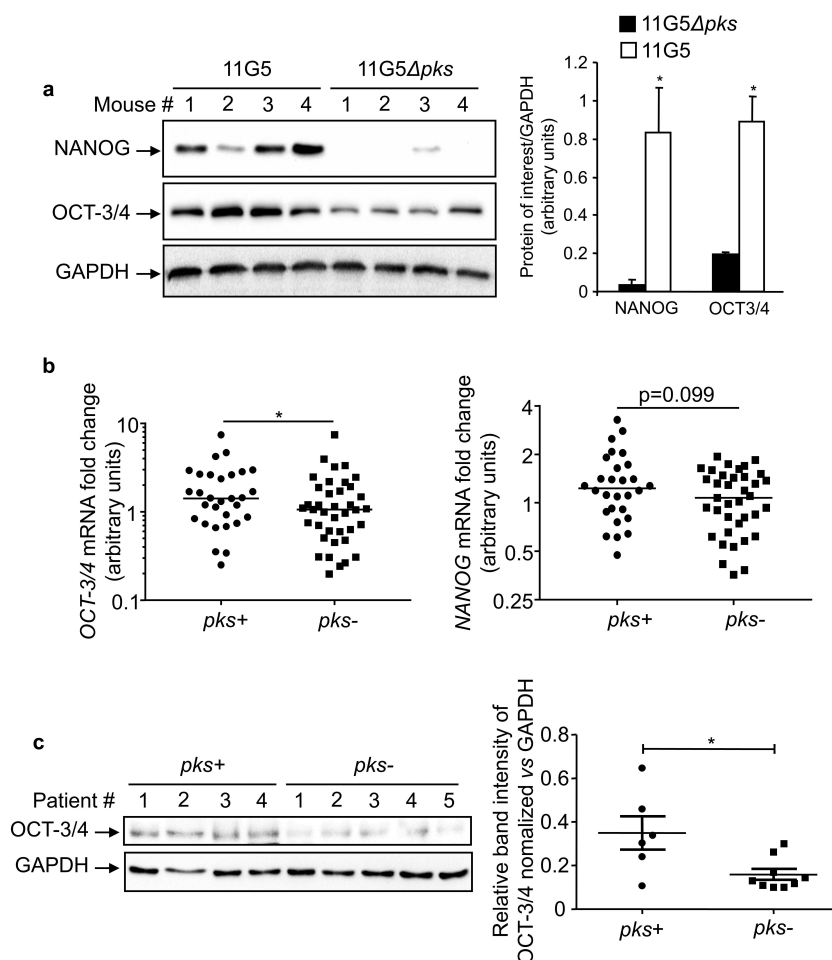 a
11G5 11G5Δpks
Mouse # 1 2 3 4 1 2 3 4
NANOG
OCT-3/4
GAPDH
11G5Δpks
11G5
Protein of interest/GAPDH
(arbitrary units)
1.2
1
0.8
0.6
0.4
0.2
0
* *
NANOG OCT3/4
b
OCT-3/4 mRNA fold change
(arbitrary units)
10
1
0.1
*
pks+ pks-
NANOG mRNA fold change
(arbitrary units)
4
2
1
0.5
0.25
p=0.099
pks+ pks-
c
pks+ pks-
Patient # 1 2 3 4 1 2 3 4 5
OCT-3/4
GAPDH
Relative band intensity of
OCT-3/4 nomalized vs GAPDH
0.8
0.6
0.4
0.2
0
*
pks+ pks-